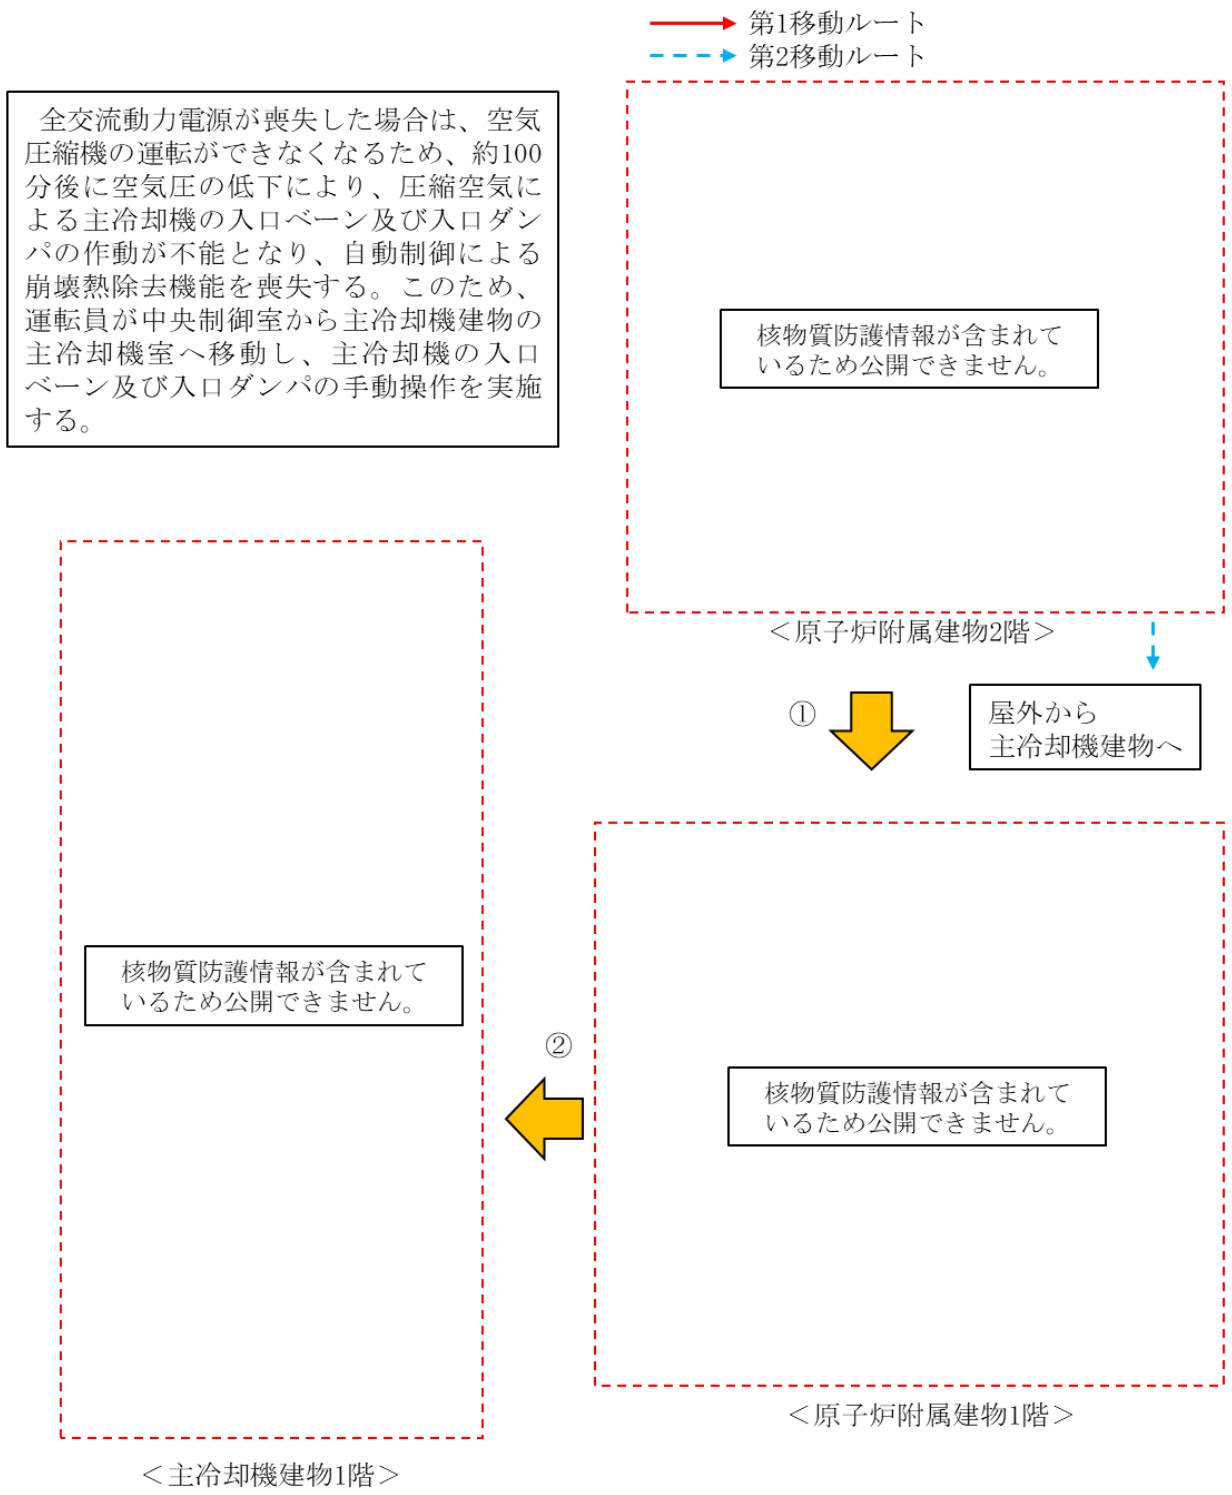 第1移動ルート
第2移動ルート
全交流動力電源が喪失した場合は、空気
圧縮機の運転ができなくなるため、約100
分後に空気圧の低下により、圧縮空気に
よる主冷却機の入口ベーン及び入口ダン
パの作動が不能となり、自動制御による
崩壊熱除去機能を喪失する。このため、
運転員が中央制御室から主冷却機建物の
主冷却機室へ移動し、主冷却機の入口
ベーン及び入口ダンパの手動操作を実施
する。
核物質防護情報が含まれて
いるため公開できません。
＜原子炉附属建物2階＞
①
屋外から
主冷却機建物へ
核物質防護情報が含まれて
いるため公開できません。
②
核物質防護情報が含まれて
いるため公開できません。
＜原子炉附属建物1階＞
＜主冷却機建物1階＞